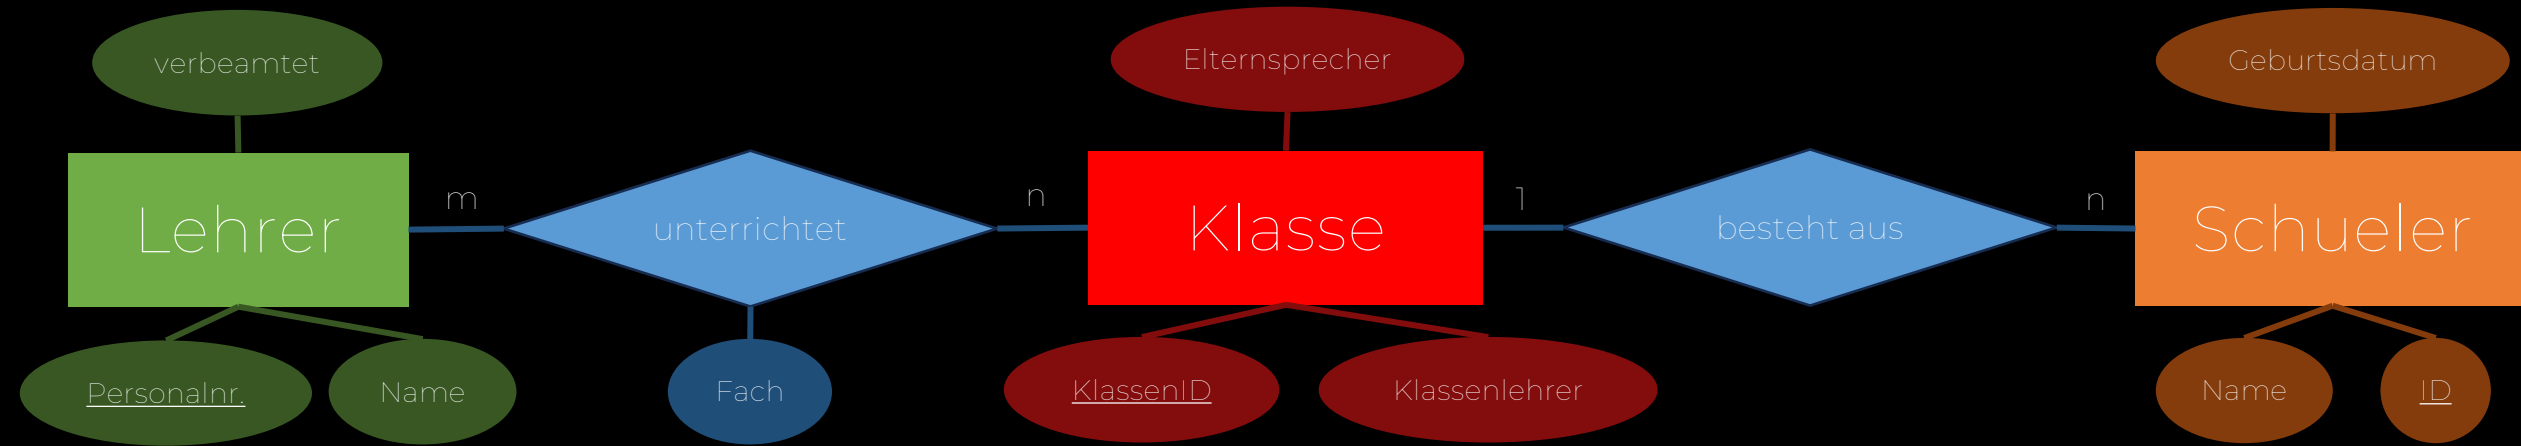 verbeamtet
Elternsprecher
Geburtsdatum
Lehrer
m
unterrichtet
n
Klasse
1
besteht aus
n
Schueler
Personalnr.
Name
Fach
KlassenID
Klassenlehrer
Name
ID